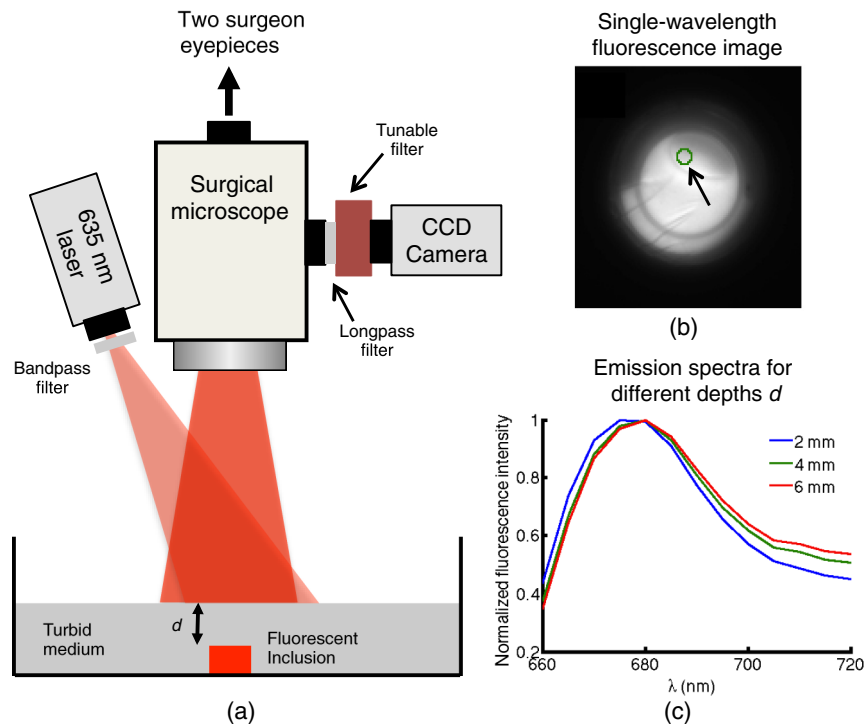 Two surgeon
eyepieces
Tunable
filter
Surgical
microscope
CCD
Camera
635 nm
laser
Longpass
filter
Bandpass
filter
d
Turbid
medium
Fluorescent
Inclusion
(a)
Single-wavelength
fluorescence image
(b)
Emission spectra for
different depths d
Normalized fluorescence intensity
1
0.8
0.6
0.4
0.2
2 mm
4 mm
6 mm
660
680
700
720
λ (nm)
(c)